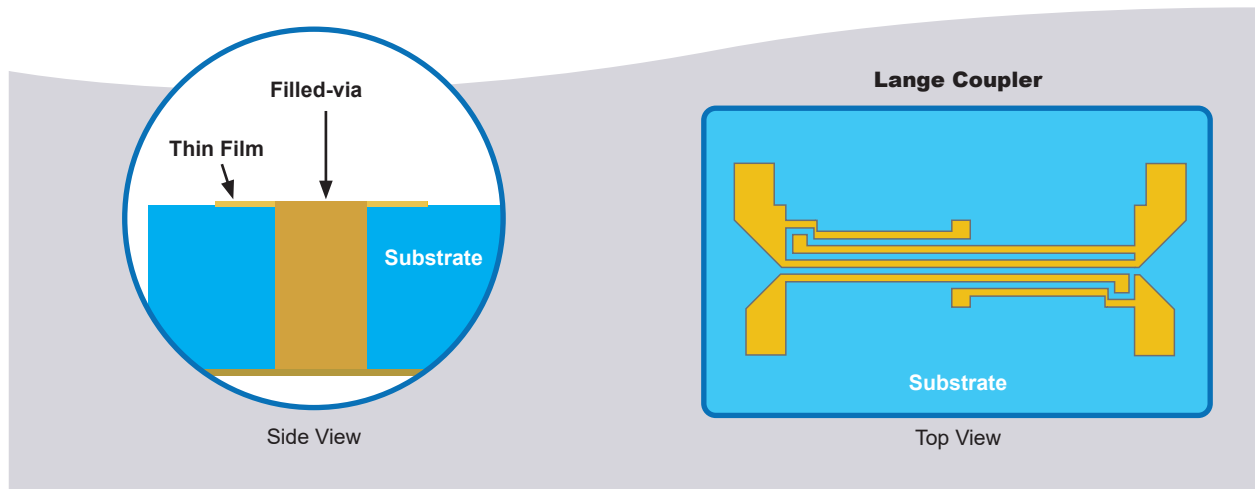 Filled-via
Thin Film
Substrate
Side View
Lange Coupler
Substrate
Top View